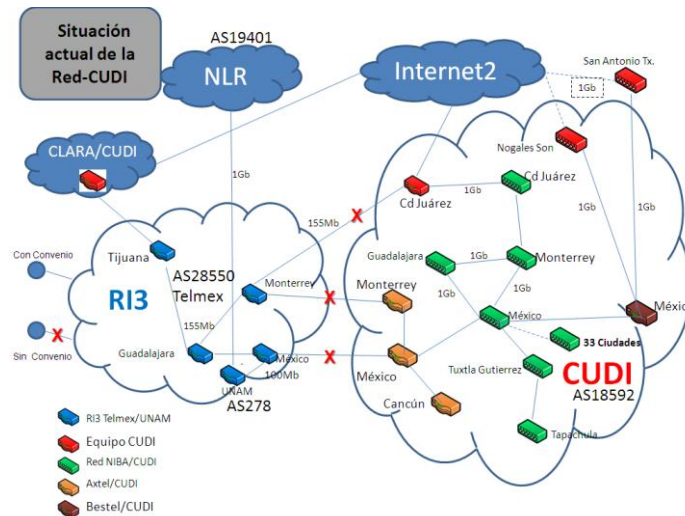 Situación
actual de la
Red-CUDI
AS19401
NLR
Internet2
San Antonio Tx.
1Gb
CLARA/CUDI
Nogales Son
Cd Juárez
Cd Juárez
1Gb
1Gb
1Gb
1Gb
155Mb
X
Con Convenio
Tijuana
RI3
AS28550
Telmex
Monterrey
X
Monterrey
Guadalajara
1Gb
Monterrey
1Gb
1Gb
México
México
X
Sin Convenio
155Mb
Guadalajara
México
100Mb
X
México
33 Ciudades
UNAM
AS278
Tuxtla Gutierrez
CUDI
AS18592
Cancún
Tapachula
RI3 Telmex/UNAM
Equipo CUDI
Red NIBA/CUDI
Axtel/CUDI
Bestel/CUDI